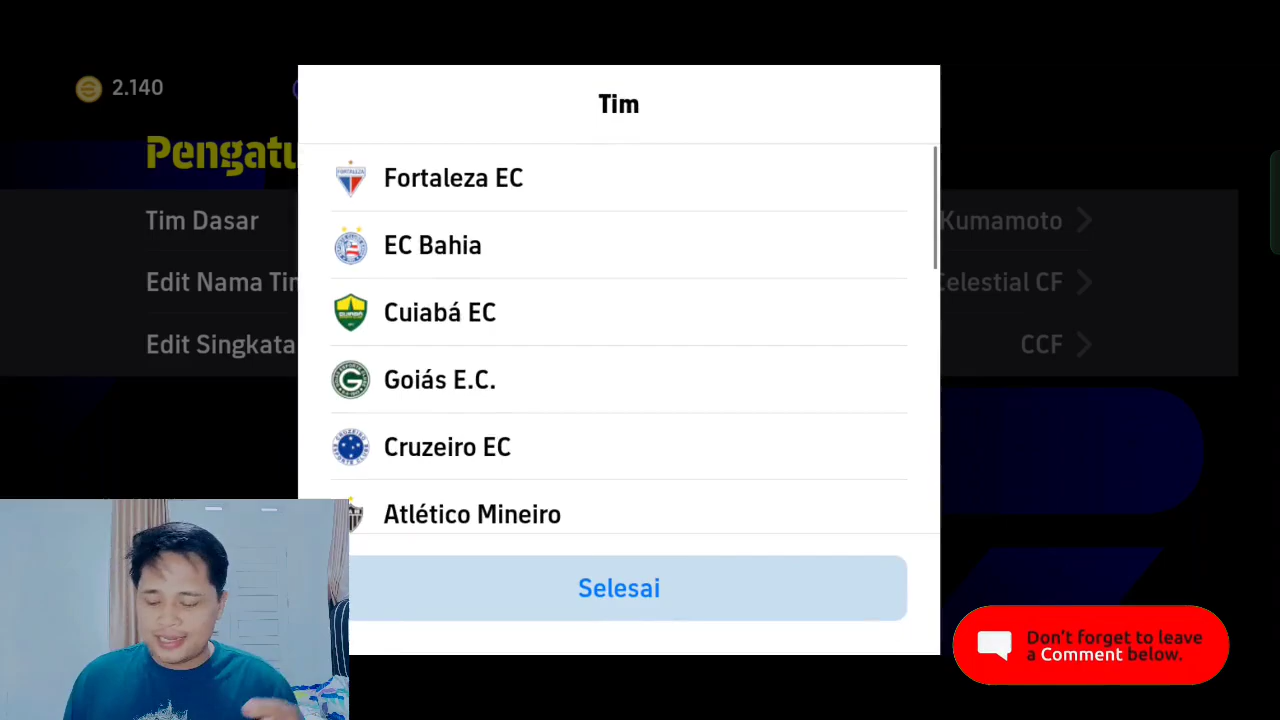 2.140
Tim
Pengatu
Fortaleza EC
Tim Dasar
Kumamoto
EC Bahia
Edit Nama Tim
Celestial CF
Cuiabá EC
Edit Singkata
CCF
Goiás E.C.
Cruzeiro EC
Atlético Mineiro
Selesai
Don't forget to leave
a Comment below.